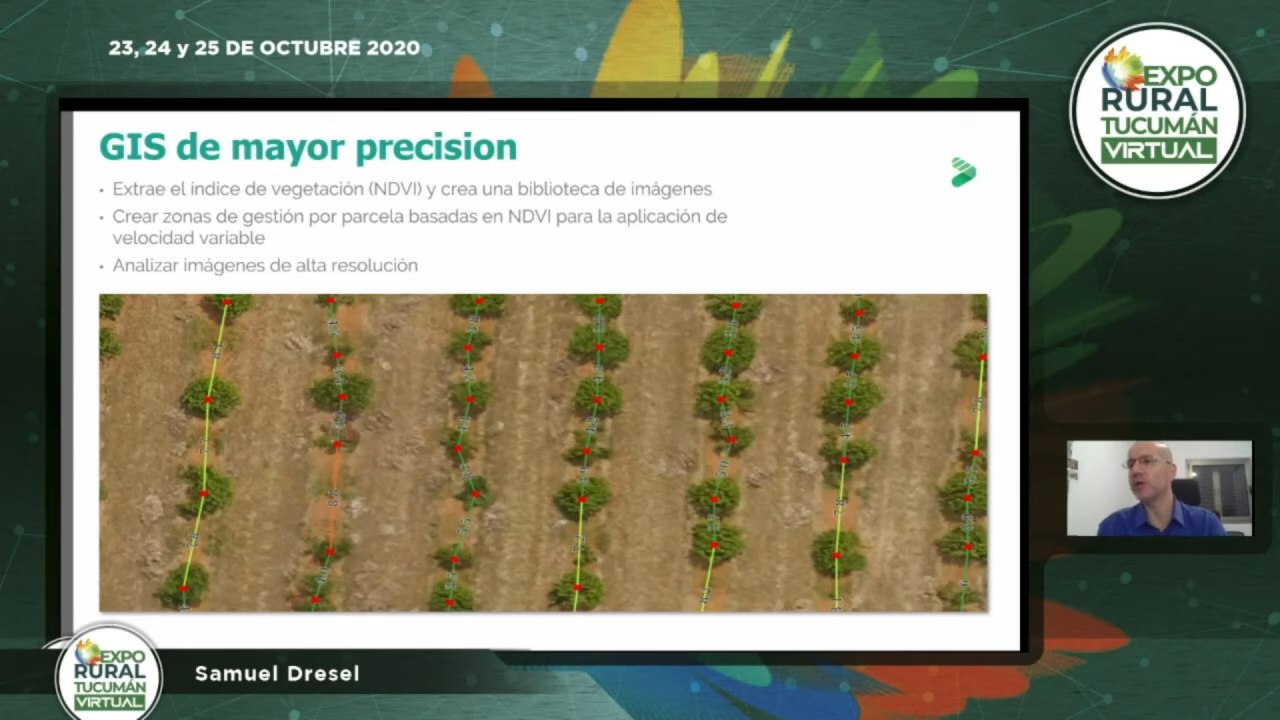 23, 24 y 25 DE OCTUBRE 2020
EXPO
RURAL
TUCUMÁN
VIRTUAL
GIS de mayor precision
• Extrae el índice de vegetación (NDVI) y crea una biblioteca de imágenes
• Crear zonas de gestión por parcela basadas en NDVI para la aplicación de
velocidad variable
• Analizar imágenes de alta resolución
EXPO
RURAL
TUCUMÁN
VIRTUAL
Samuel Dresel